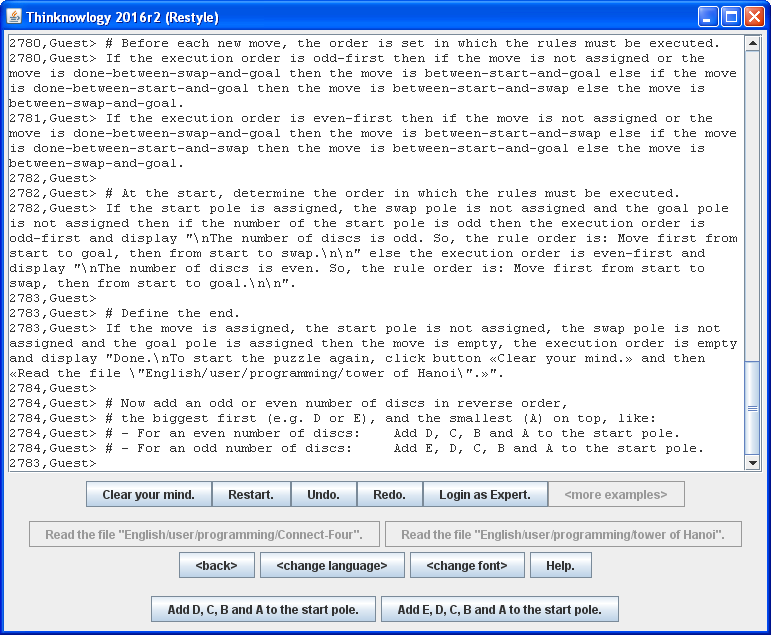 Thinknowlogy 2016r2 (Restyle)
2780,Guest> # Before each new move, the order is set in which the rules must be executed.
2780,Guest> If the execution order is odd-first then if the move is not assigned or the
move is done-between-swap-and-goal then the move is between-start-and-goal else if the move
is done-between-start-and-goal then the move is between-start-and-swap else the move is
between-swap-and-goal.
2781,Guest> If the execution order is even-first then if the move is not assigned or the
move is done-between-swap-and-goal then the move is between-start-and-swap else if the move
is done-between-start-and-swap then the move is between-start-and-goal else the move is
between-swap-and-goal.
2782,Guest>
2782,Guest> # At the start, determine the order in which the rules must be executed.
2782,Guest> If the start pole is assigned, the swap pole is not assigned and the goal pole
is not assigned then if the number of the start pole is odd then the execution order is
odd-first and display "\nThe number of discs is odd. So, the rule order is: Move first from
start to goal, then from start to swap.\n\n" else the execution order is even-first and
display "\nThe number of discs is even. So, the rule order is: Move first from start to
swap, then from start to goal.\n\n".
2783,Guest>
2783,Guest> # Define the end.
2783,Guest> If the move is assigned, the start pole is not assigned, the swap pole is not
assigned and the goal pole is assigned then the move is empty, the execution order is empty
and display "Done.\nTo start the puzzle again, click button «Clear your mind.» and then
«Read the file \"English/user/programming/tower of Hanoi\".»".
2784,Guest>
2784,Guest> # Now add an odd or even number of discs in reverse order,
2784,Guest> # the biggest first (e.g. D or E), and the smallest (A) on top, like:
2784,Guest> # - For an even number of discs:    Add D, C, B and A to the start pole.
2784,Guest> # - For an odd number of discs:     Add E, D, C, B and A to the start pole.
2783,Guest>
Clear your mind. Restart. Undo. Redo. Login as Expert. <more examples>
Read the file "English/user/programming/Connect-Four". Read the file "English/user/programming/tower of Hanoi".
<back> <change language> <change font> Help.
Add D, C, B and A to the start pole. Add E, D, C, B and A to the start pole.